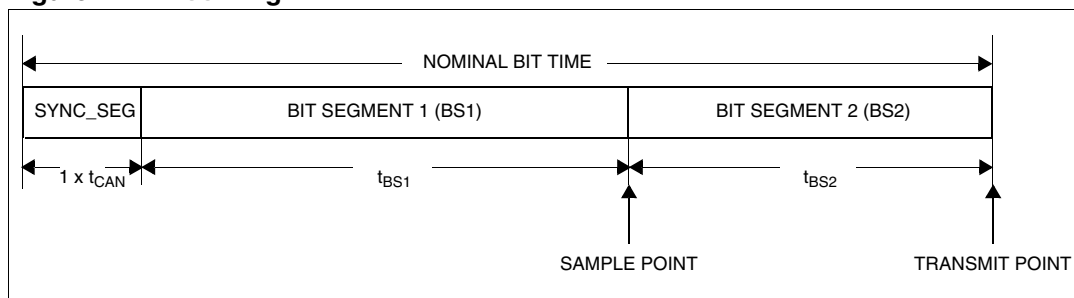 NOMINAL BIT TIME
SYNC_SEG BIT SEGMENT 1 (BS1) BIT SEGMENT 2 (BS2)
1 x tCAN tBS1 tBS2
SAMPLE POINT TRANSMIT POINT